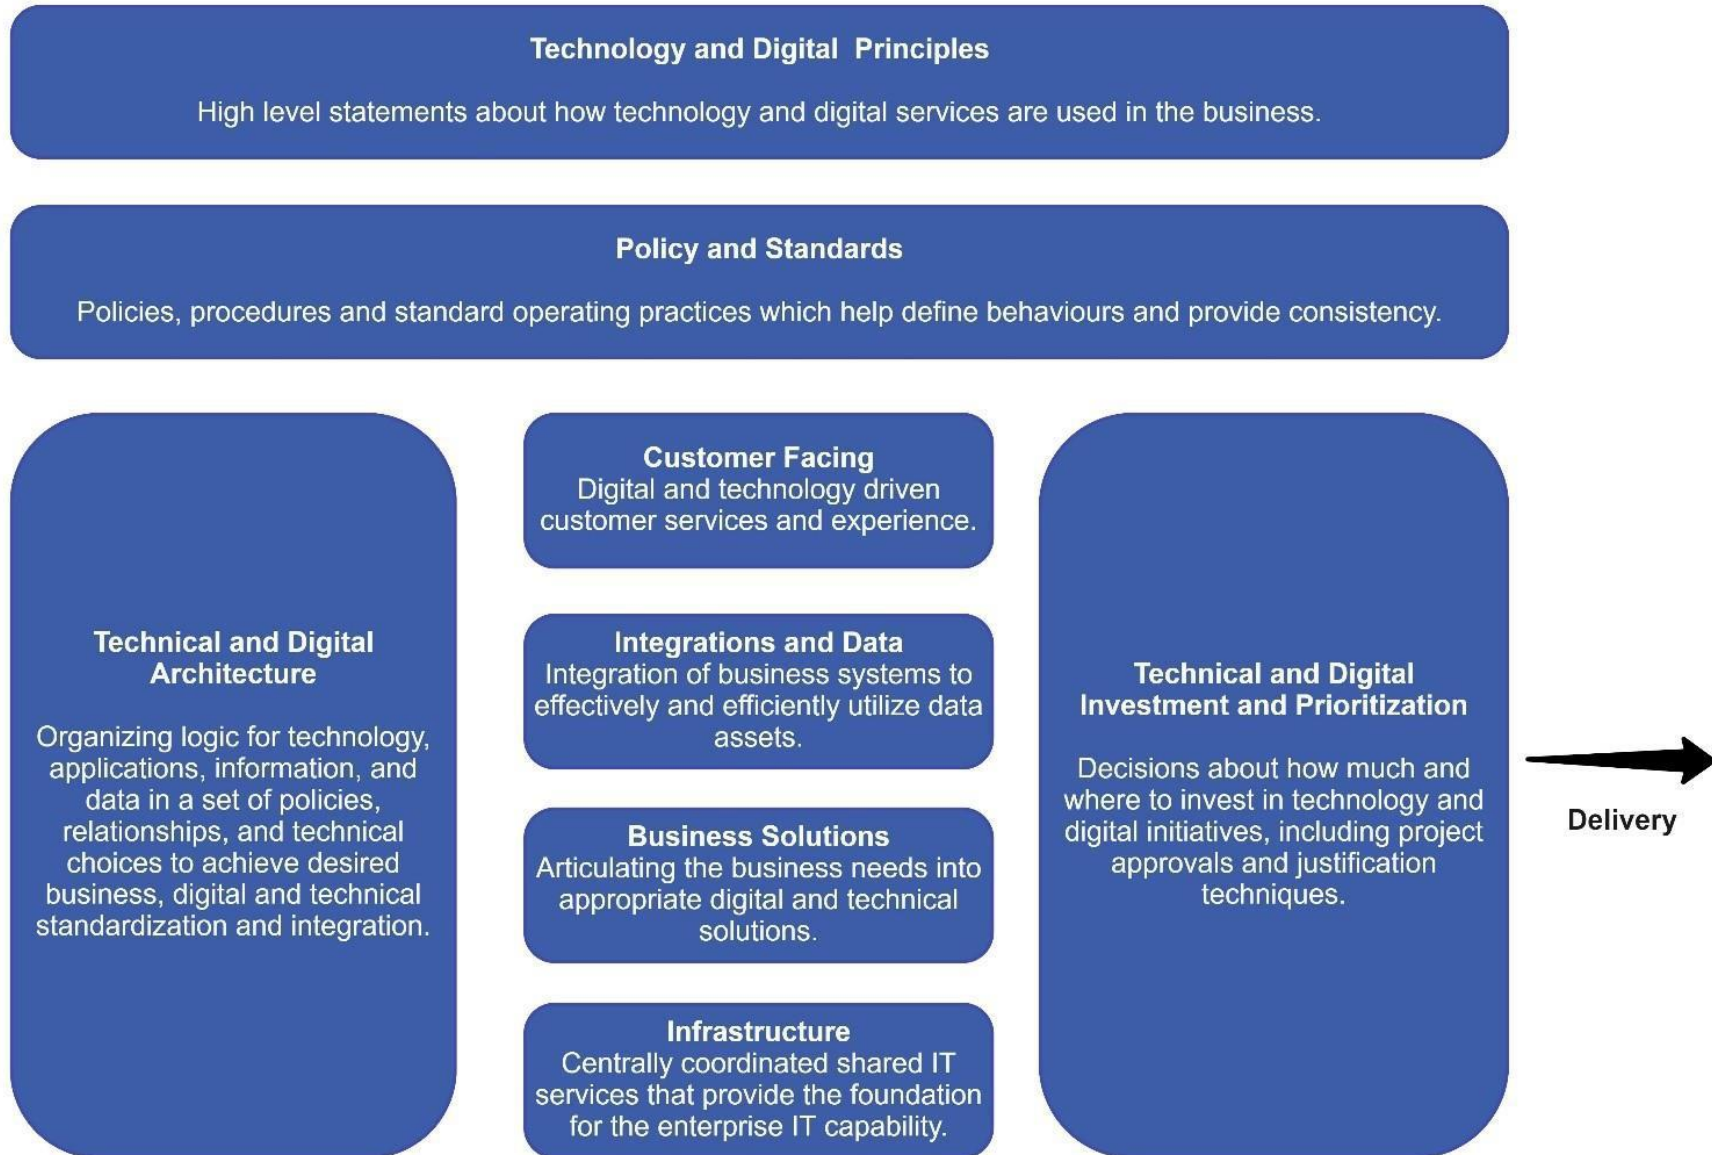 Technology and Digital  Principles
High level statements about how technology and digital services are used in the business.
Policy and Standards
Policies, procedures and standard operating practices which help define behaviours and provide consistency.
Technical and Digital
Architecture
Organizing logic for technology,
applications, information, and
data in a set of policies,
relationships, and technical
choices to achieve desired
business, digital and technical
standardization and integration.
Customer Facing
Digital and technology driven
customer services and experience.
Integrations and Data
Integration of business systems to
effectively and efficiently utilize data
assets.
Business Solutions
Articulating the business needs into
appropriate digital and technical
solutions.
Infrastructure
Centrally coordinated shared IT
services that provide the foundation
for the enterprise IT capability.
Technical and Digital
Investment and Prioritization
Decisions about how much and
where to invest in technology and
digital initiatives, including project
approvals and justification
techniques.
Delivery